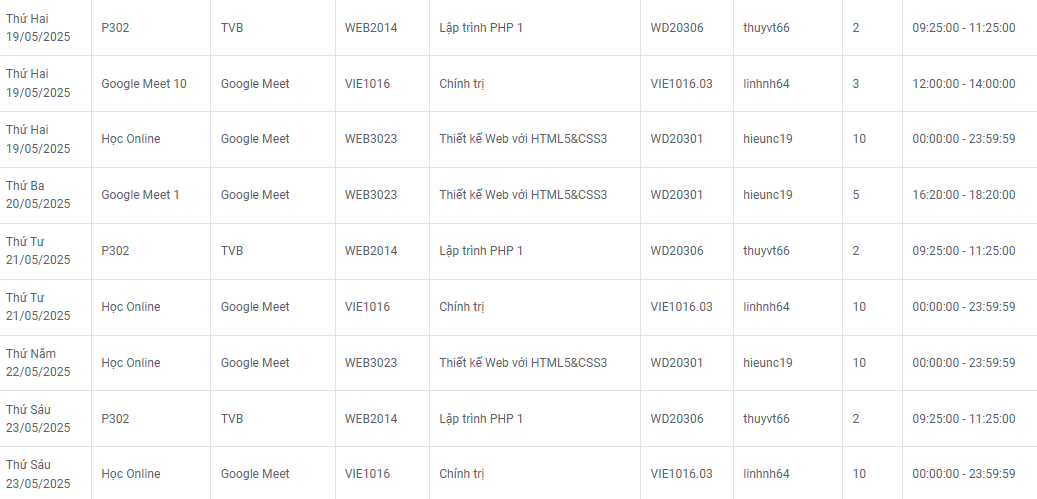 Thứ Hai
19/05/2025 P302 TVB WEB2014 Lập trình PHP 1 WD20306 thuyvt66 2 09:25:00 - 11:25:00
Thứ Hai
19/05/2025 Google Meet 10 Google Meet VIE1016 Chính trị VIE1016.03 linhnh64 3 12:00:00 - 14:00:00
Thứ Hai
19/05/2025 Học Online Google Meet WEB3023 Thiết kế Web với HTML5&CSS3 WD20301 hieunc19 10 00:00:00 - 23:59:59
Thứ Ba
20/05/2025 Google Meet 1 Google Meet WEB3023 Thiết kế Web với HTML5&CSS3 WD20301 hieunc19 5 16:20:00 - 18:20:00
Thứ Tư
21/05/2025 P302 TVB WEB2014 Lập trình PHP 1 WD20306 thuyvt66 2 09:25:00 - 11:25:00
Thứ Tư
21/05/2025 Học Online Google Meet VIE1016 Chính trị VIE1016.03 linhnh64 10 00:00:00 - 23:59:59
Thứ Năm
22/05/2025 Học Online Google Meet WEB3023 Thiết kế Web với HTML5&CSS3 WD20301 hieunc19 10 00:00:00 - 23:59:59
Thứ Sáu
23/05/2025 P302 TVB WEB2014 Lập trình PHP 1 WD20306 thuyvt66 2 09:25:00 - 11:25:00
Thứ Sáu
23/05/2025 Học Online Google Meet VIE1016 Chính trị VIE1016.03 linhnh64 10 00:00:00 - 23:59:59